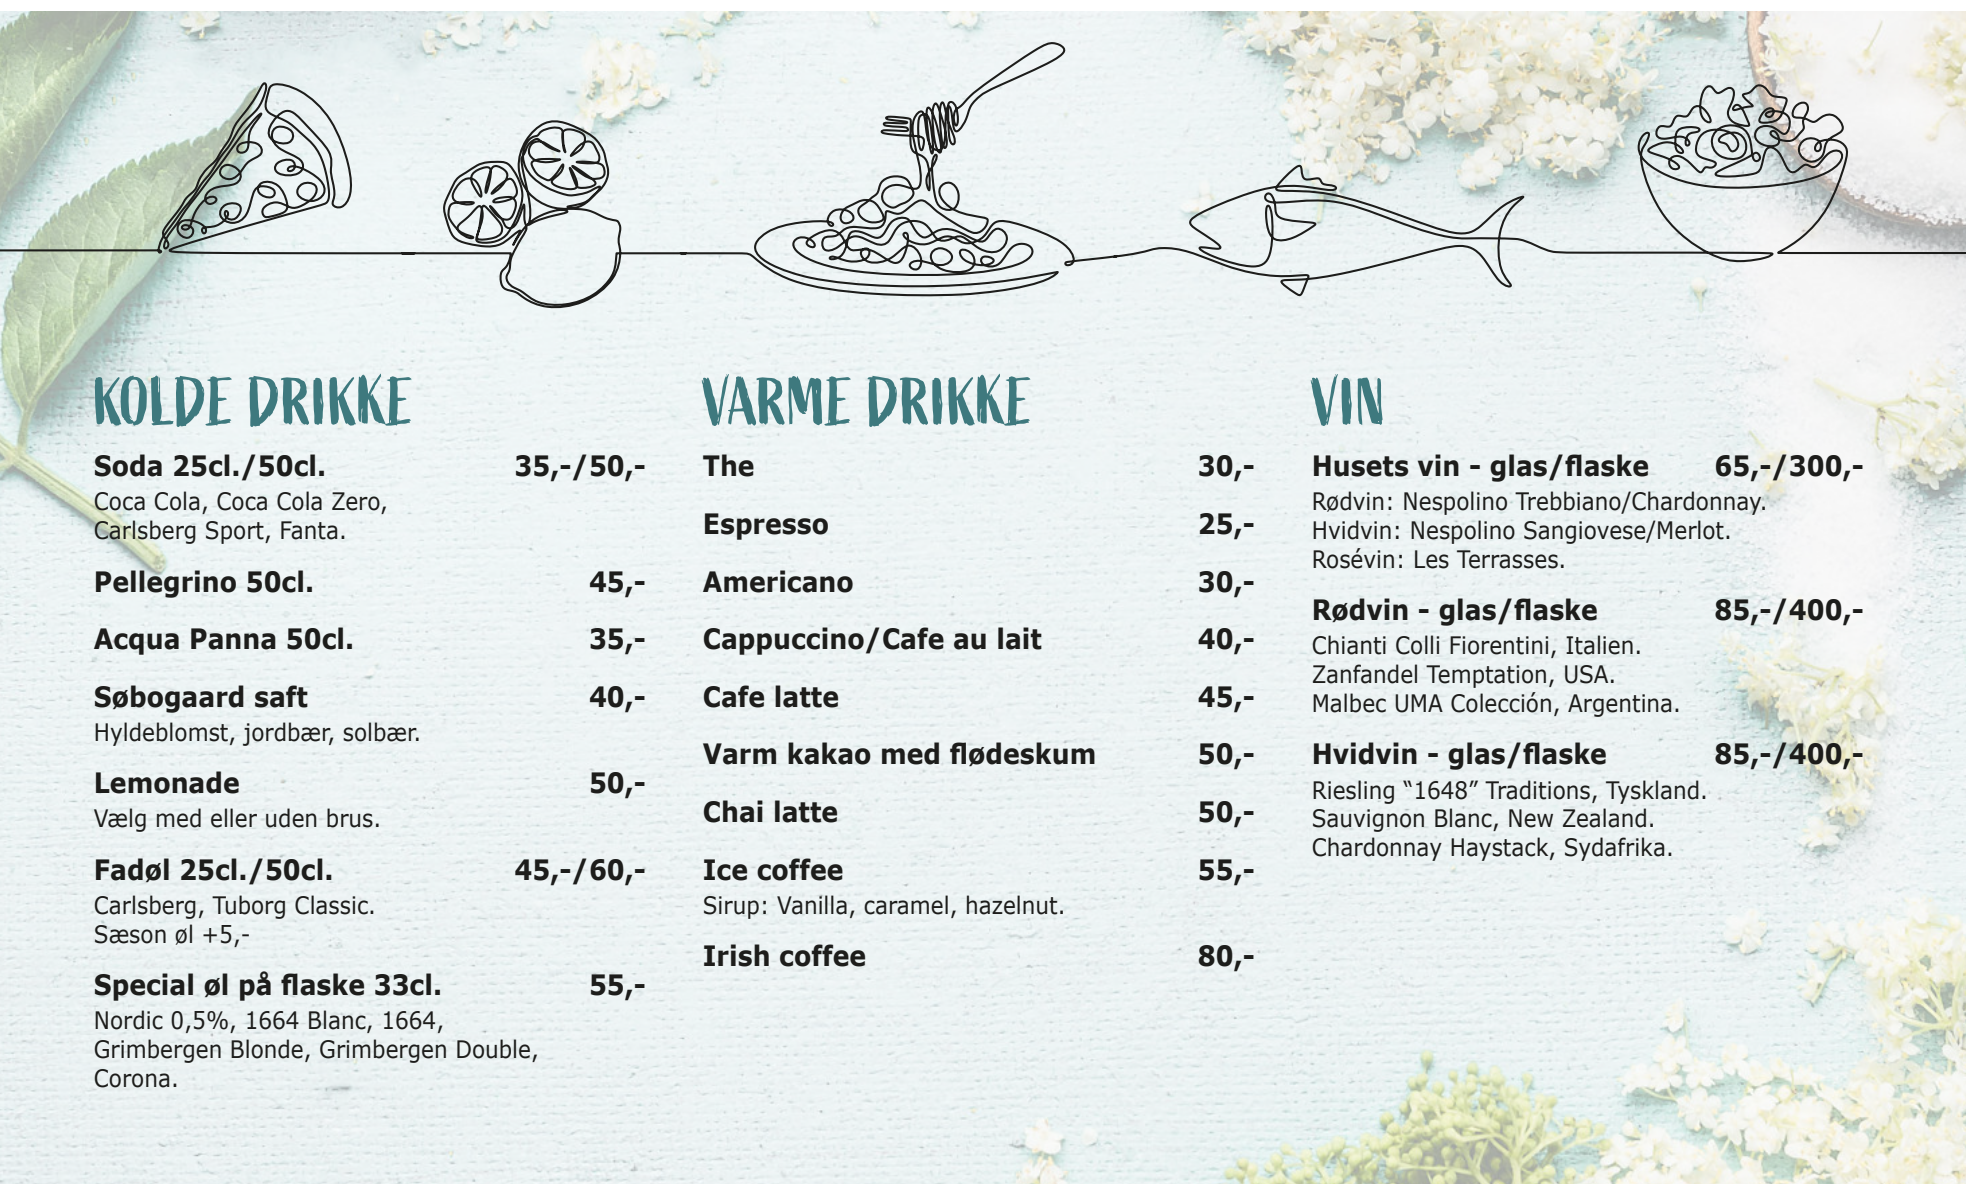 KOLDE DRIKKE
Soda 25cl./50cl. 35,-/50,-
Coca Cola, Coca Cola Zero,
Carlsberg Sport, Fanta.
Pellegrino 50cl. 45,-
Acqua Panna 50cl. 35,-
Søbogaard saft 40,-
Hyldeblomst, jordbær, solbær.
Lemonade 50,-
Vælg med eller uden brus.
Fadøl 25cl./50cl. 45,-/60,-
Carlsberg, Tuborg Classic.
Sæson øl +5,-
Special øl på flaske 33cl. 55,-
Nordic 0,5%, 1664 Blanc, 1664,
Grimbergen Blonde, Grimbergen Double,
Corona.
VARME DRIKKE
The 30,-
Espresso 25,-
Americano 30,-
Cappuccino/Cafe au lait 40,-
Cafe latte 45,-
Varm kakao med flødeskum 50,-
Chai latte 50,-
Ice coffee 55,-
Sirup: Vanilla, caramel, hazelnut.
Irish coffee 80,-
VIN
Husets vin - glas/flaske 65,-/300,-
Rødvin: Nespolino Trebbiano/Chardonnay.
Hvidvin: Nespolino Sangiovese/Merlot.
Rosévin: Les Terrasses.
Rødvin - glas/flaske 85,-/400,-
Chianti Colli Fiorentini, Italien.
Zanfandel Temptation, USA.
Malbec UMA Colección, Argentina.
Hvidvin - glas/flaske 85,-/400,-
Riesling “1648” Traditions, Tyskland.
Sauvignon Blanc, New Zealand.
Chardonnay Haystack, Sydafrika.